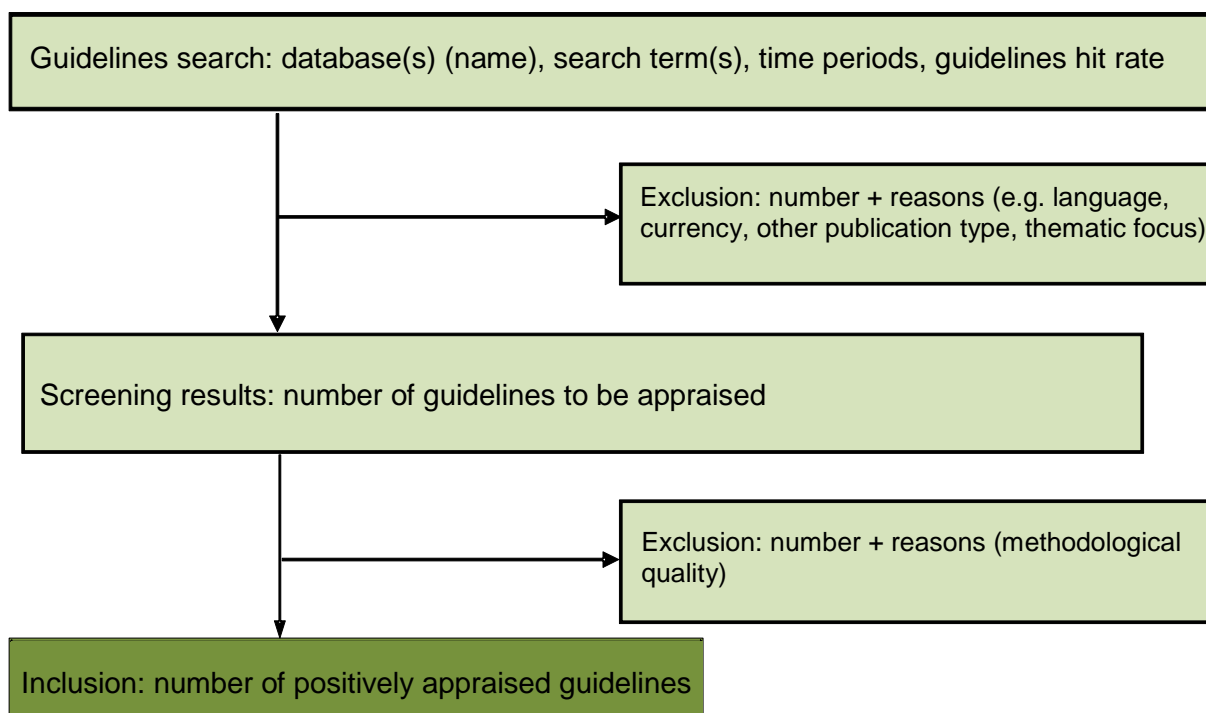 Guidelines search: database(s) (name), search term(s), time periods, guidelines hit rate
Exclusion: number + reasons (e.g. language,
currency, other publication type, thematic focus)
Screening results: number of guidelines to be appraised
Exclusion: number + reasons (methodological
quality)
Inclusion: number of positively appraised guidelines